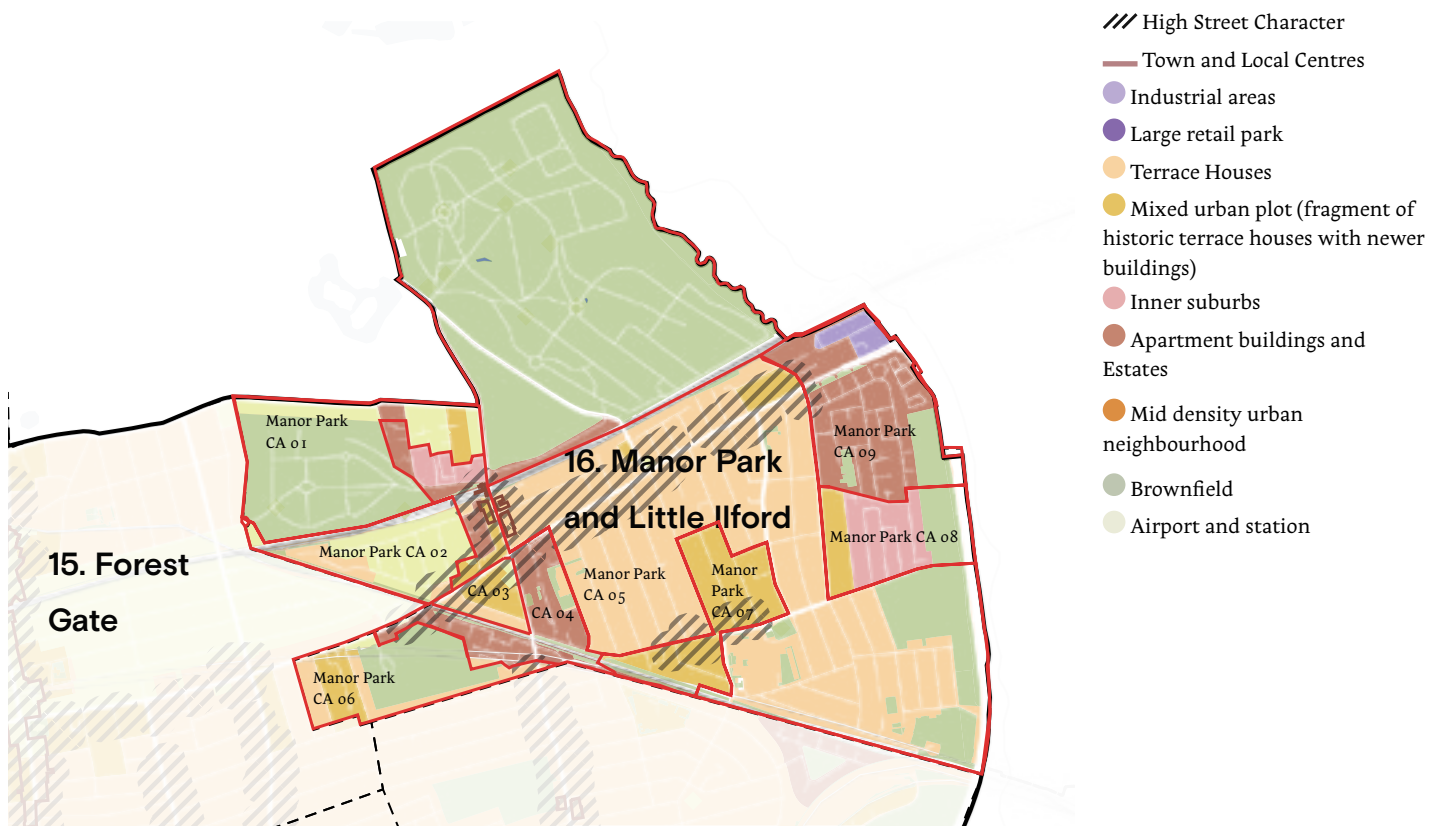 High Street Character
Town and Local Centres
Industrial areas
Large retail park
Terrace Houses
Mixed urban plot (fragment of
historic terrace houses with newer
buildings)
Inner suburbs
Apartment buildings and
Estates
Mid density urban
neighbourhood
Brownfield
Airport and station
Manor Park
CA 01
Manor Park
CA 09
16. Manor Park
and Little Ilford
Manor Park CA 02
Manor Park CA 08
15. Forest
Gate
CA 03
CA 04
Manor Park
CA 05
Manor
Park
CA 07
Manor Park
CA 06